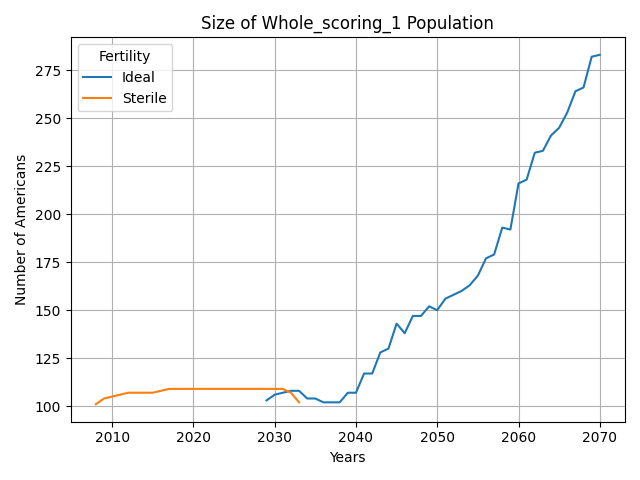 Size of Whole_scoring_1 Population
Fertility
Ideal
Sterile
Number of Americans
275
250
225
200
175
150
125
100
2010 2020 2030 2040 2050 2060 2070
Years